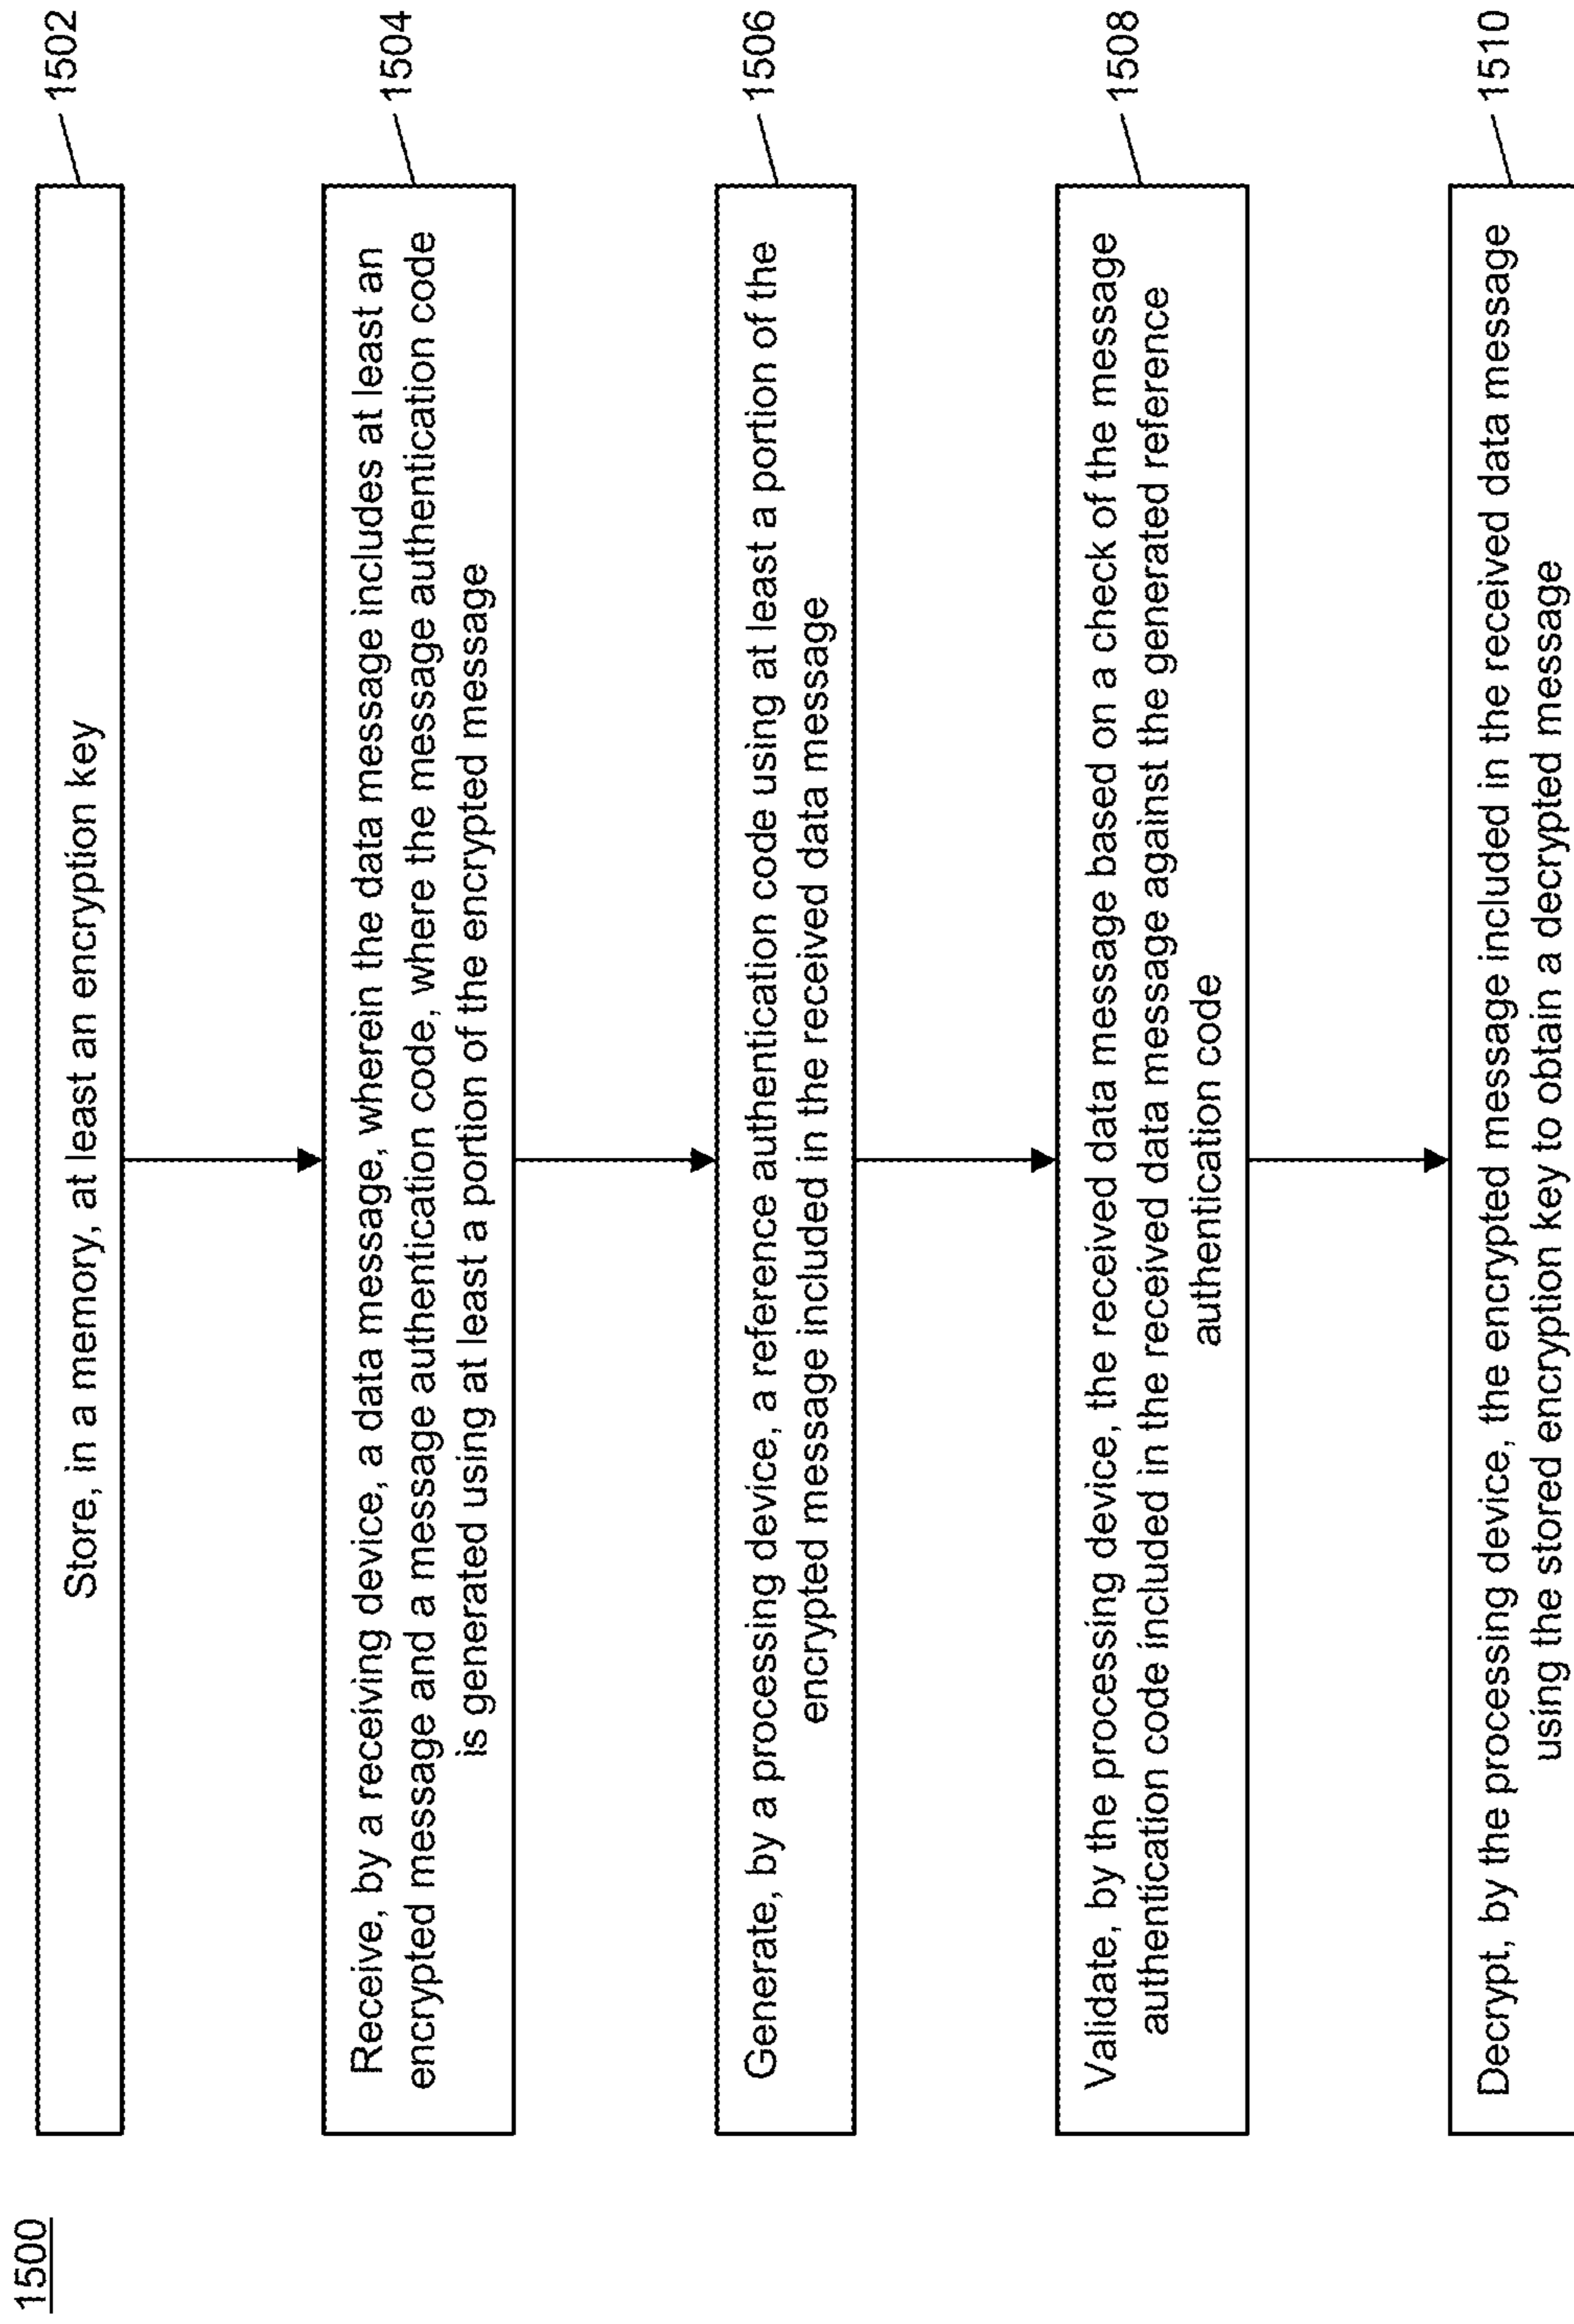 1500
Store, in a memory, at least an encryption key
1502
Receive, by a receiving device, a data message, wherein the data message includes at least an
encrypted message and a message authentication code, where the message authentication code
is generated using at least a portion of the encrypted message
1504
Generate, by a processing device, a reference authentication code using at least a portion of the
encrypted message included in the received data message
1506
Validate, by the processing device, the received data message based on a check of the message
authentication code included in the received data message against the generated reference
authentication code
1508
Decrypt, by the processing device, the encrypted message included in the received data message
using the stored encryption key to obtain a decrypted message
1510